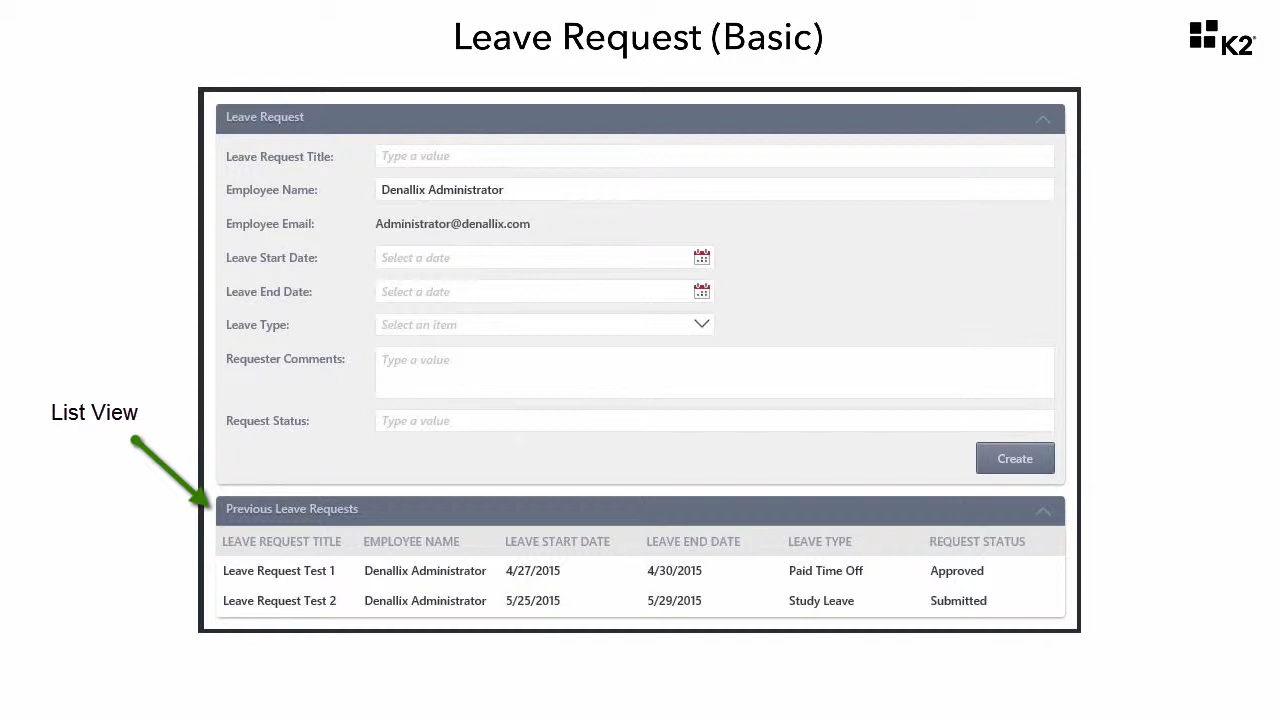 Leave Request (Basic)
K2
Leave Request
Leave Request Title: Type a value
Employee Name: Denallix Administrator
Employee Email: Administrator@denallix.com
Leave Start Date: Select a date
Leave End Date: Select a date
Leave Type: Select an item
Requester Comments: Type a value
List View
Request Status: Type a value
Create
Previous Leave Requests
LEAVE REQUEST TITLE EMPLOYEE NAME LEAVE START DATE LEAVE END DATE LEAVE TYPE REQUEST STATUS
Leave Request Test 1 Denallix Administrator 4/27/2015 4/30/2015 Paid Time Off Approved
Leave Request Test 2 Denallix Administrator 5/25/2015 5/29/2015 Study Leave Submitted